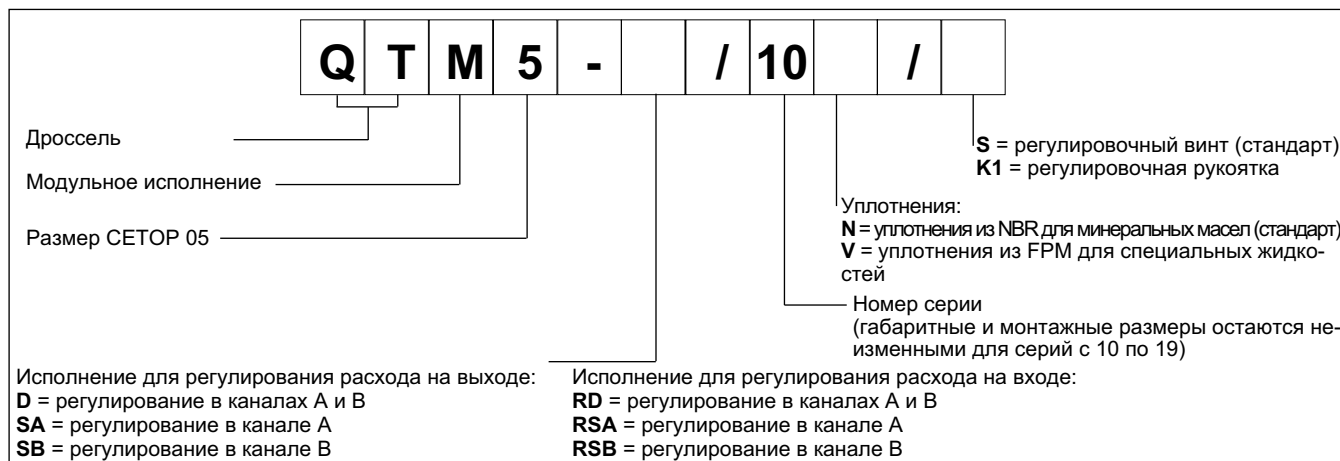 Q T M 5 - / 10 /
Дроссель
Модульное исполнение
Размер CETOP 05
S = регулировочный винт (стандарт)
K1 = регулировочная рукоятка
Уплотнения:
N = уплотнения из NBR для минеральных масел (стандарт)
V = уплотнения из FPM для специальных жидко-
стей
Номер серии
(габаритные и монтажные размеры остаются не-
изменными для серий с 10 по 19)
Исполнение для регулирования расхода на выходе:
D = регулирование в каналах А и В
SA = регулирование в канале А
SB = регулирование в канале В
Исполнение для регулирования расхода на входе:
RD = регулирование в каналах А и В
RSA = регулирование в канале А
RSB = регулирование в канале В